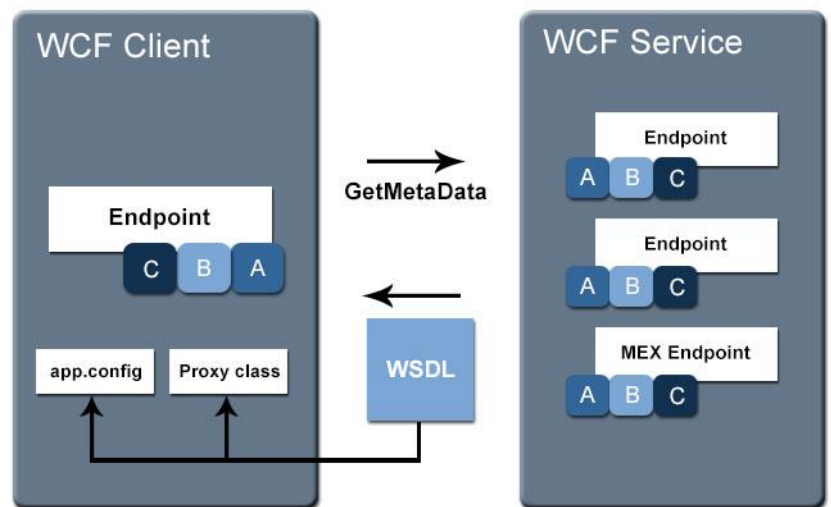 WCF Client
Endpoint
C B A
app.config
Proxy class
GetMetaData
WSDL
WCF Service
Endpoint
A B C
Endpoint
A B C
MEX Endpoint
A B C